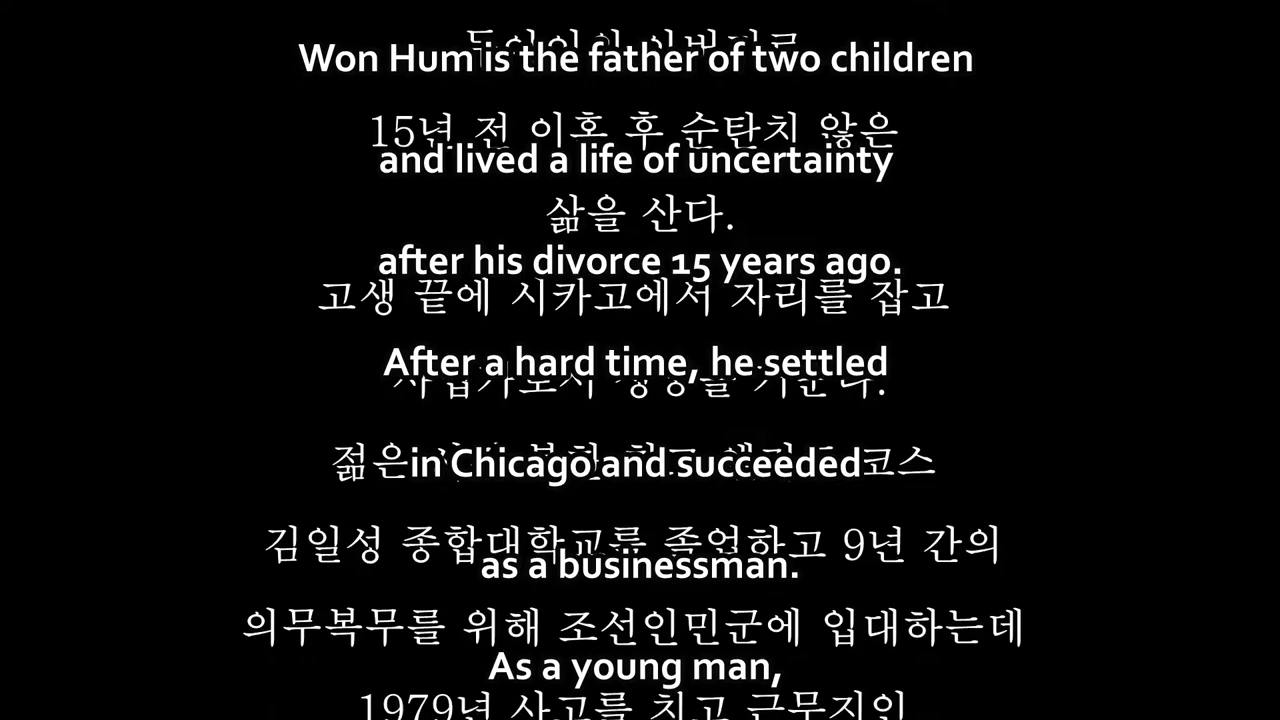 Won Hum is the father of two children
15년 전 이혼 후 순탄치 않은
and lived a life of uncertainty
삶을 산다.
after his divorce 15 years ago.
고생 끝에 시카고에서 자리를 잡고
After a hard time, he settled
젊은
in Chicago and succeeded
코스
김일성 종합대학교를 졸업하고 9년 간의
as a businessman.
의무복무를 위해 조선인민군에 입대하는데
As a young man,
1979년 사고를 치고 근무지인